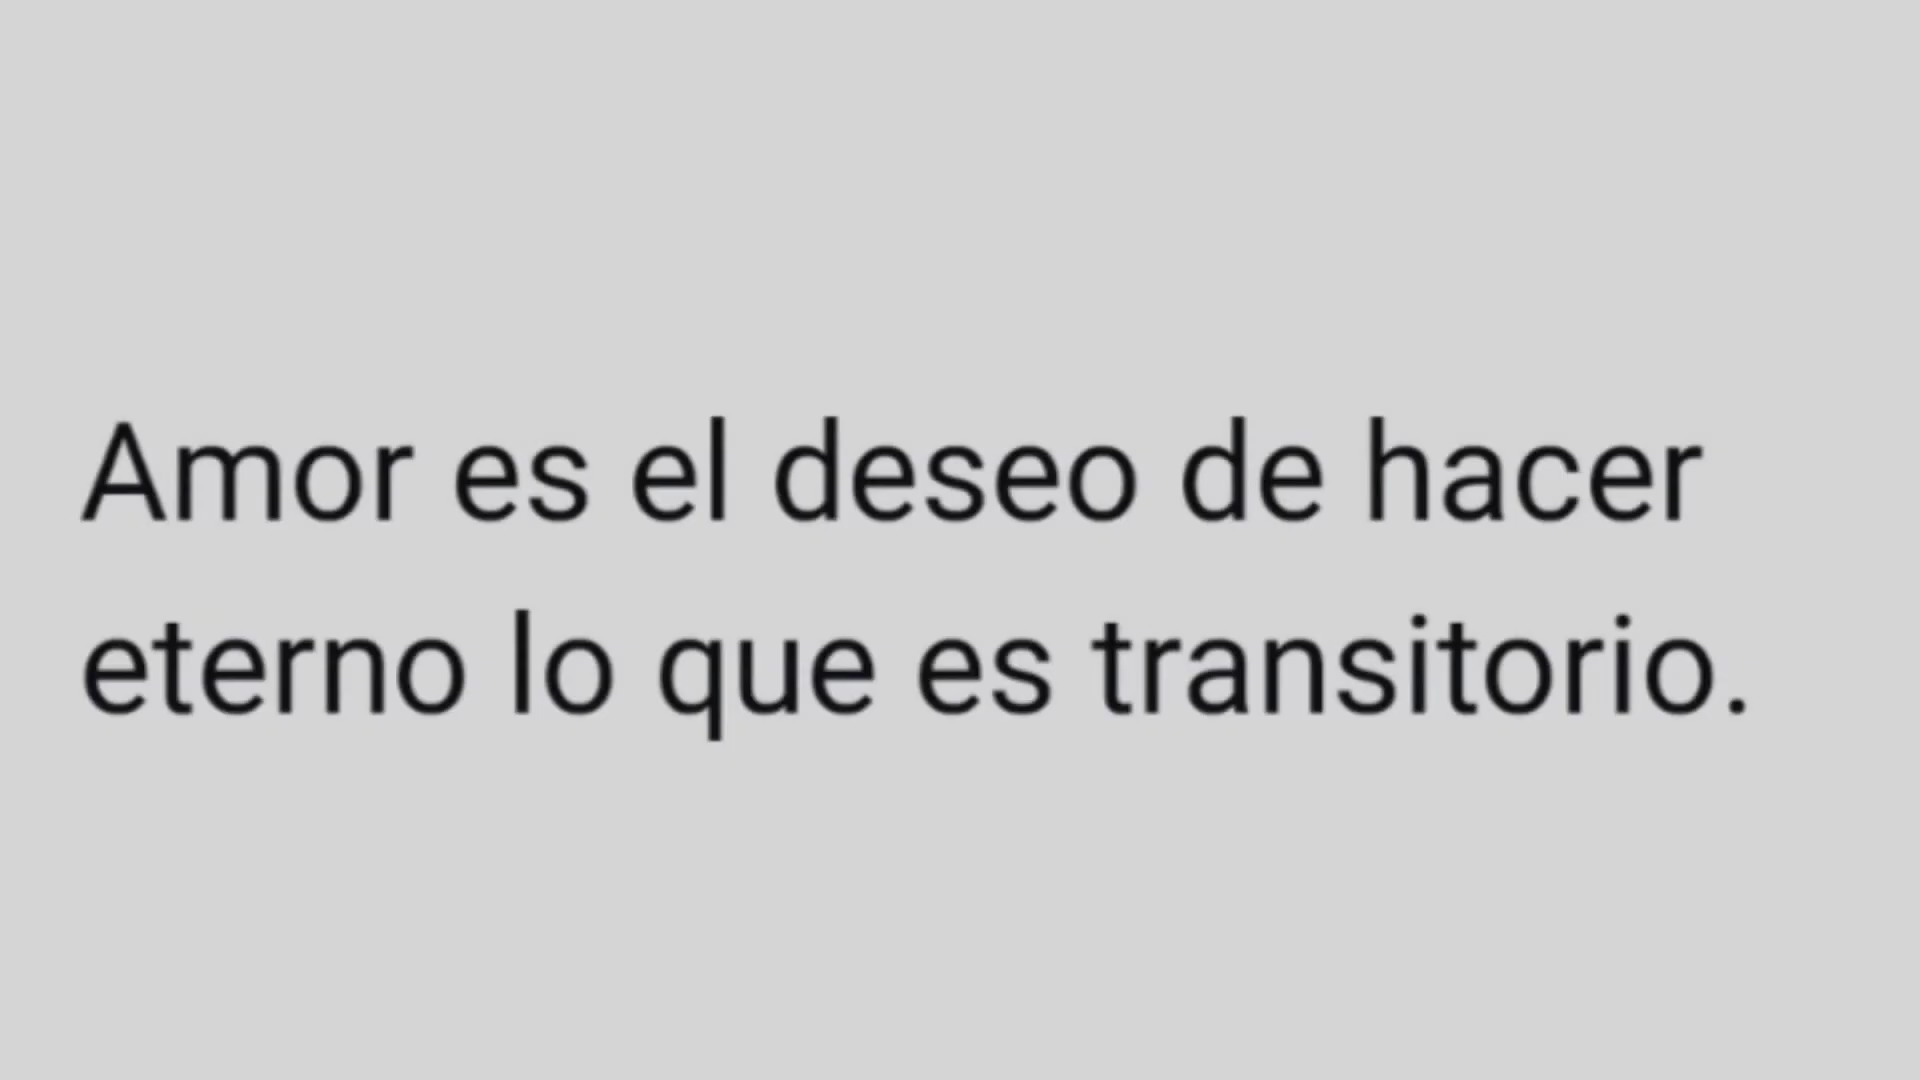 Amor es el deseo de hacer
eterno lo que es transitorio.